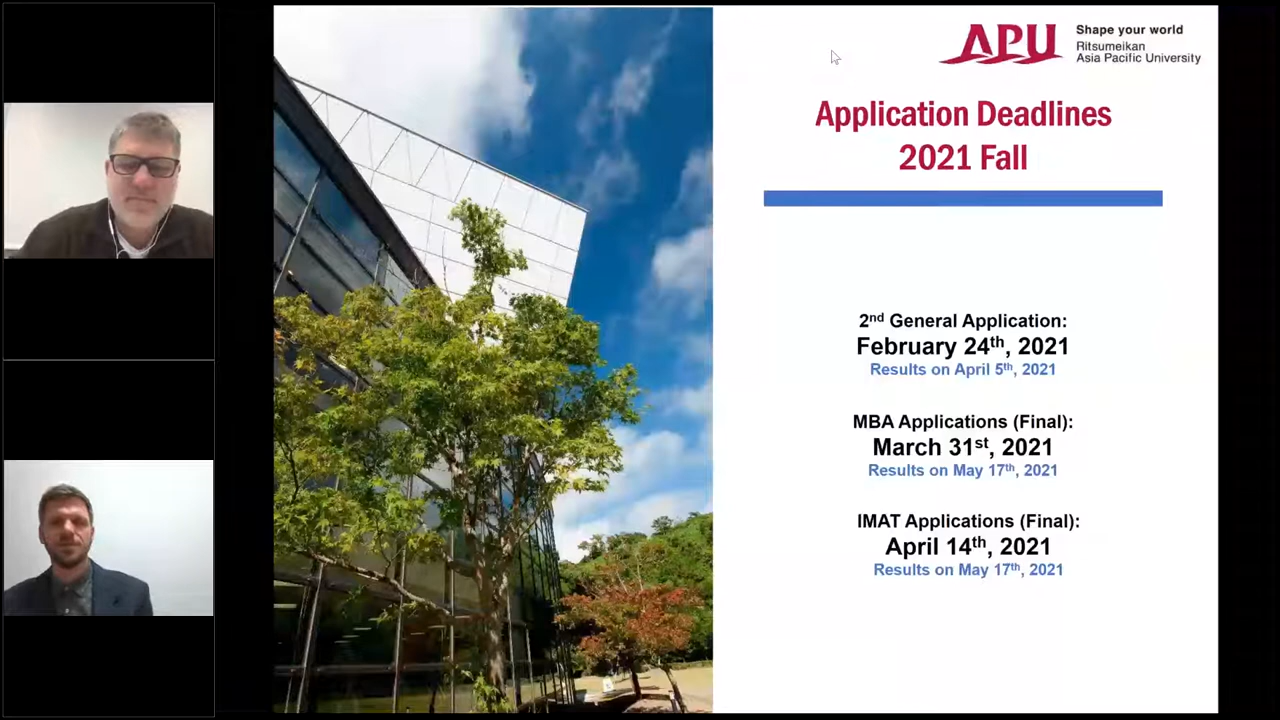 APU
Shape your world
Ritsumeikan
Asia Pacific University
Application Deadlines
2021 Fall
2nd General Application:
February 24th, 2021
Results on April 5th, 2021
MBA Applications (Final):
March 31st, 2021
Results on May 17th, 2021
IMAT Applications (Final):
April 14th, 2021
Results on May 17th, 2021